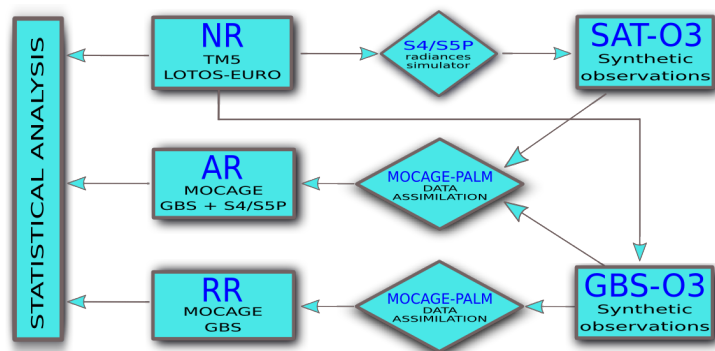 STATISTICAL ANALYSIS
NR
TM5
LOTOS-EURO
S4/S5P
radiances
simulator
SAT-O3
Synthetic
observations
AR
MOCAGE
GBS + S4/S5P
MOCAGE-PALM
DATA
ASSIMILATION
RR
MOCAGE
GBS
MOCAGE-PALM
DATA
ASSIMILATION
GBS-O3
Synthetic
observations